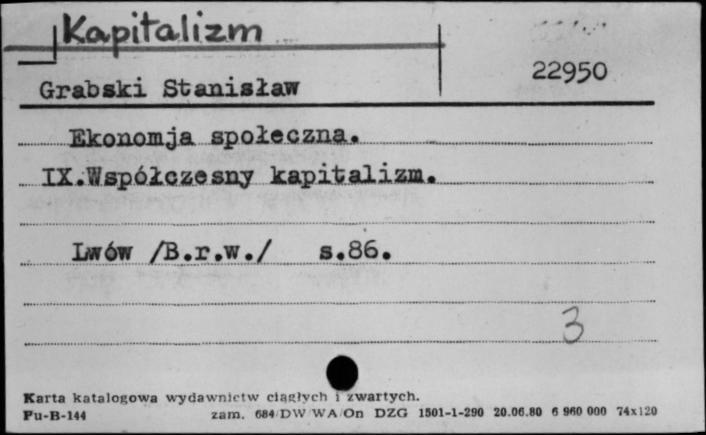 Kapitalizm
22950
Grabski Stanisław
Ekonomja społeczna.
IX.Współczesny kapitalizm.
Lwów /B.r.w./ s.86.
3
Karta katalogowa wydawnictw ciągłych i zwartych.
Pu-B-144 zam. 684/DW/WA/On DZG 1501-1-290 20.06.80 6 960 000 74x120